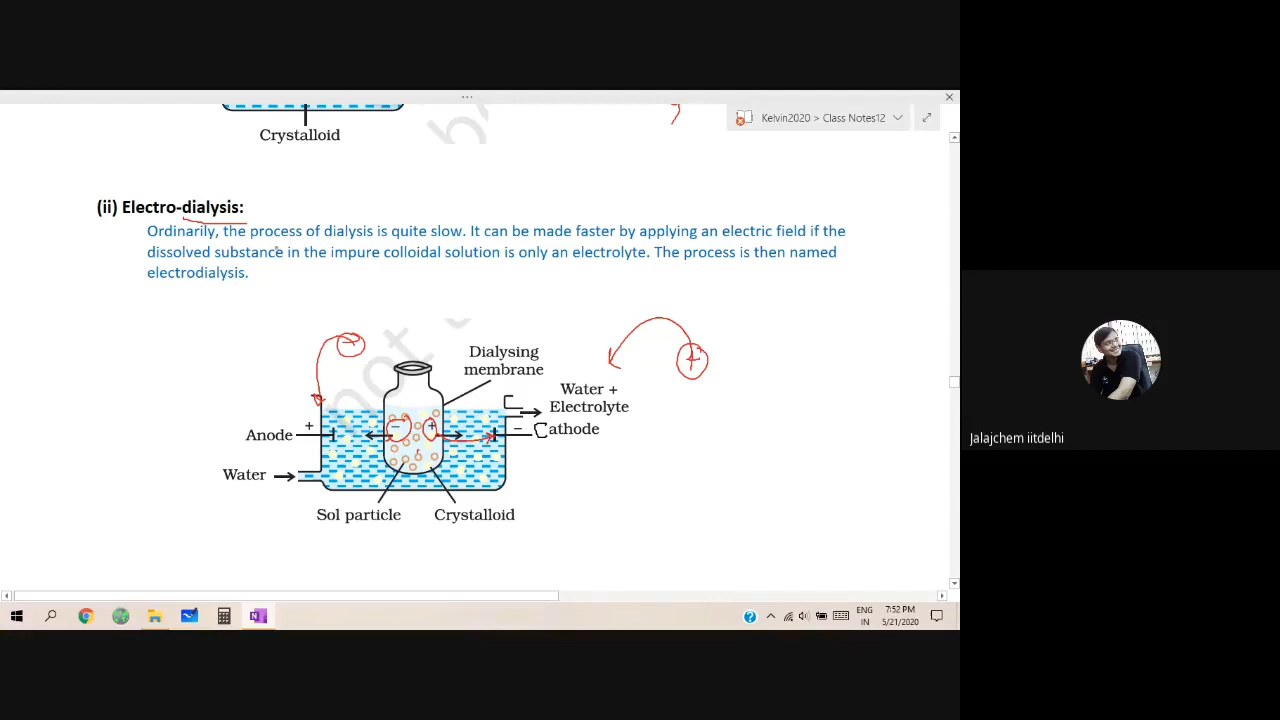 Kelvin2020 > Class Notes12
Crystalloid
(ii) Electro-dialysis:
Ordinarily, the process of dialysis is quite slow. It can be made faster by applying an electric field if the
dissolved substance in the impure colloidal solution is only an electrolyte. The process is then named
electrodialysis.
not
Dialysing
membrane
Water +
Electrolyte
+
Anode
−
+
− Cathode
Water
Sol particle
Crystalloid
Jalajchem iitdelhi
ENG
IN
7:52 PM
5/21/2020